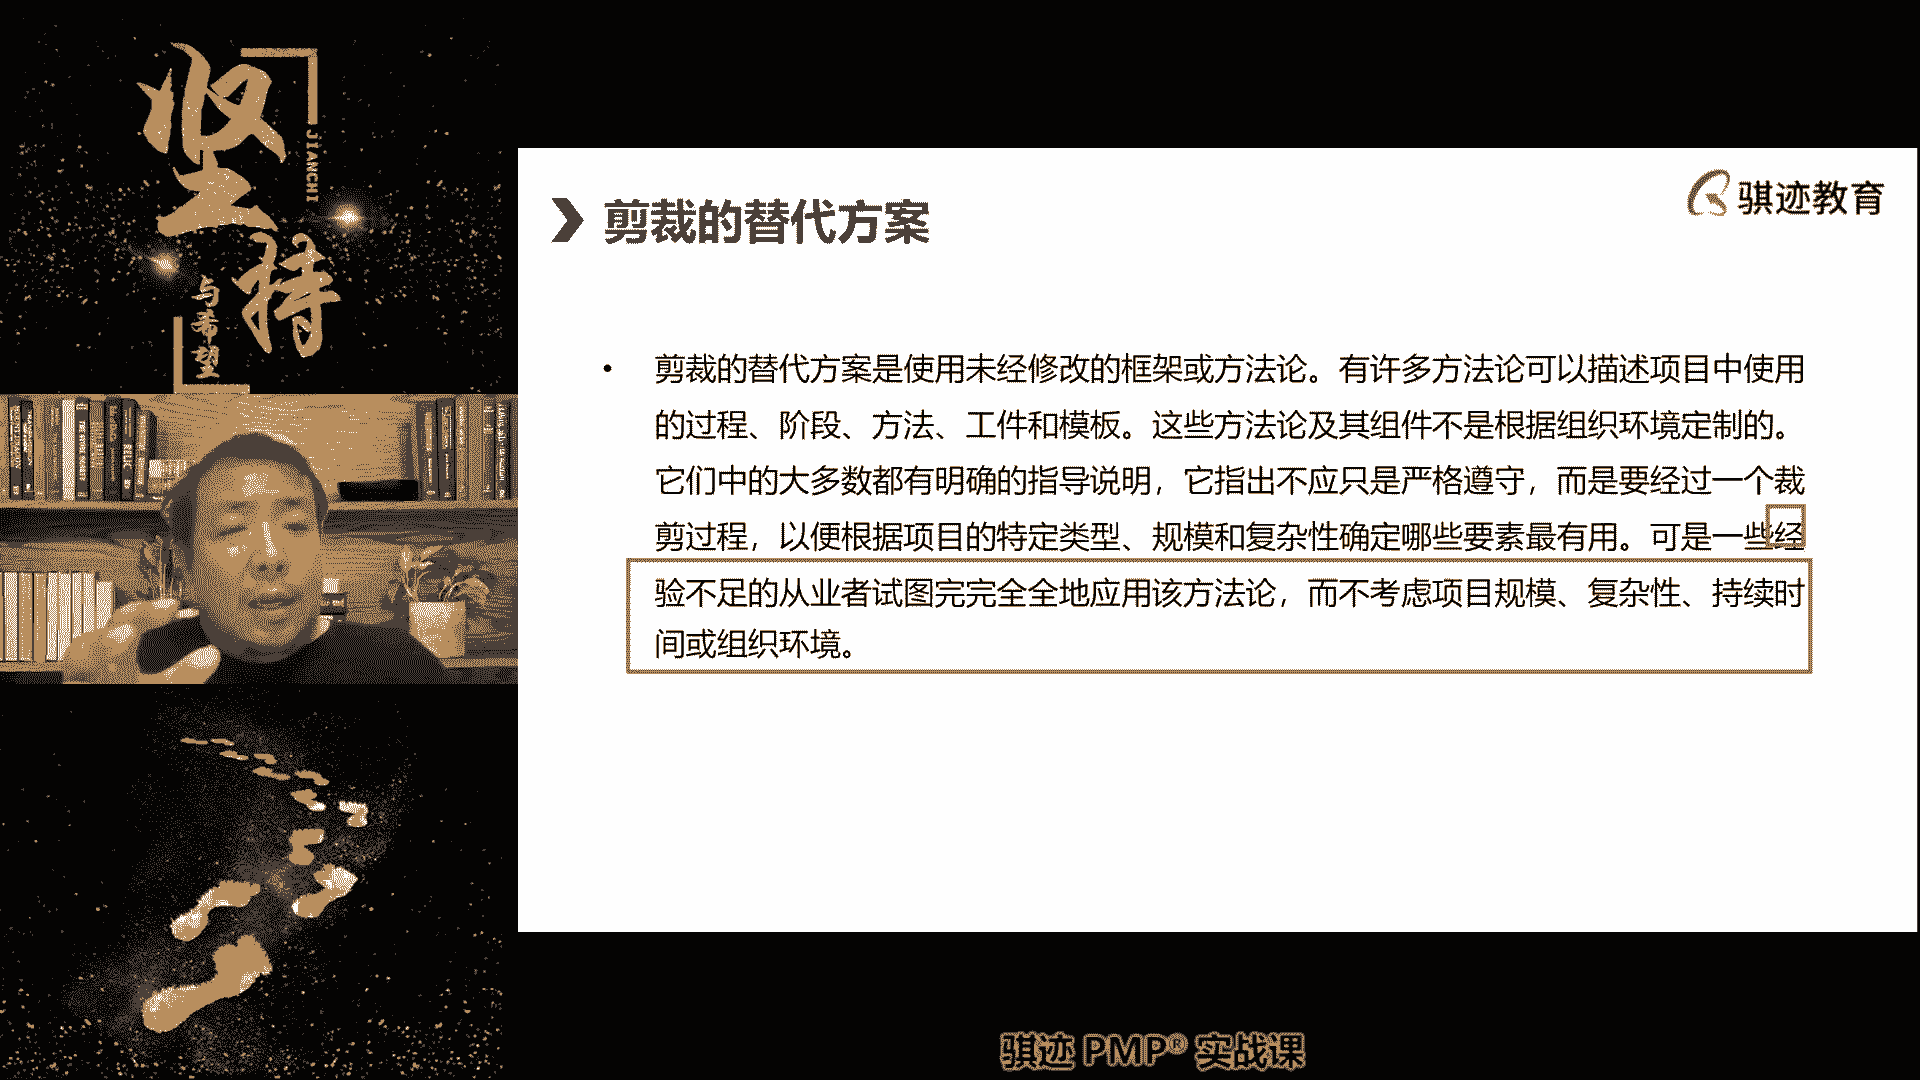 坚持
JIANCHI
与希望
剪裁的替代方案
骐迹教育
• 剪裁的替代方案是使用未经修改的框架或方法论。有许多方法论可以描述项目中使用
的过程、阶段、方法、工件和模板。这些方法论及其组件不是根据组织环境定制的。
它们中的大多数都有明确的指导说明，它指出不应只是严格遵守，而是要经过一个裁
剪过程，以便根据项目的特定类型、规模和复杂性确定哪些要素最有用。可是一些经
验不足的从业者试图完完全全地应用该方法论，而不考虑项目规模、复杂性、持续时
间或组织环境。
骐迹 PMP® 实战课